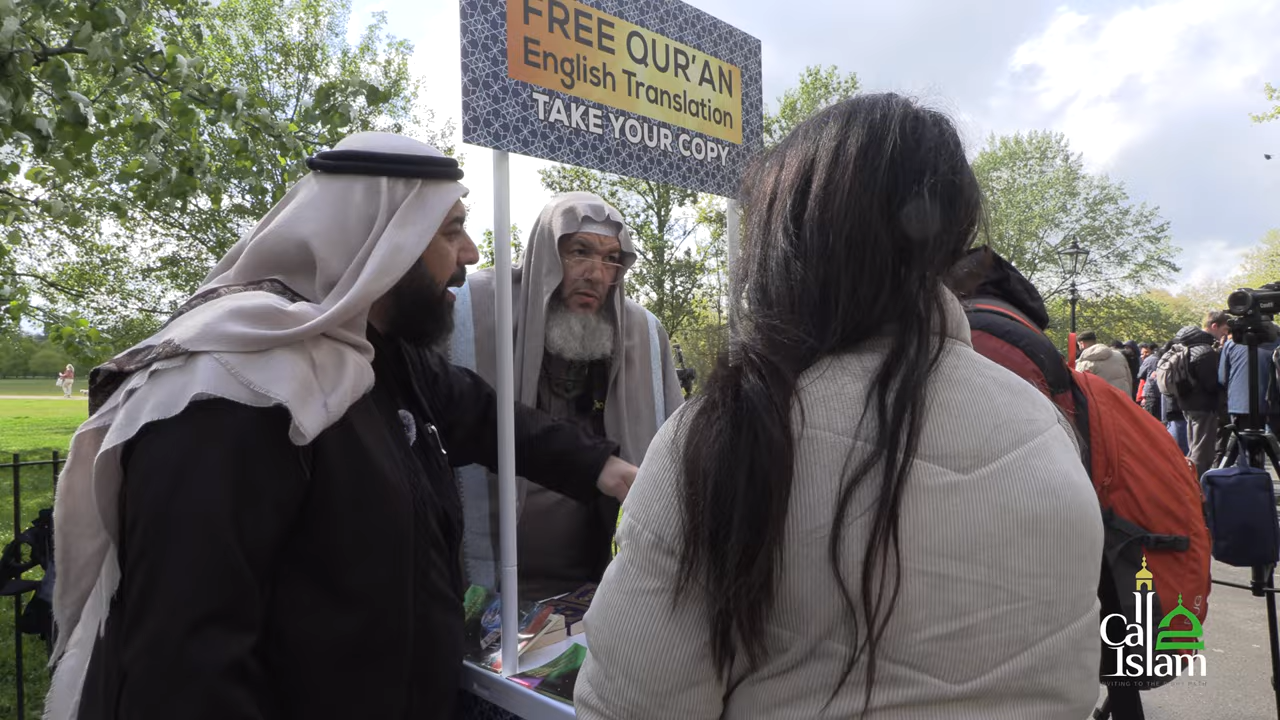 FREE QUR'AN
English Translation
TAKE YOUR COPY
Call
Islam